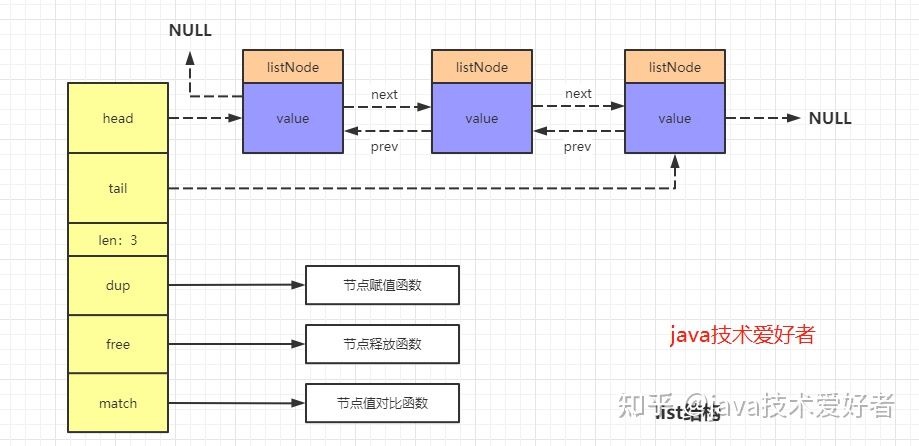 NULL
listNode
listNode
listNode
head
value
next
value
next
value
NULL
prev
prev
tail
len：3
dup
节点赋值函数
free
节点释放函数
java技术爱好者
match
节点值对比函数
知乎 @java技术爱好者
list结构